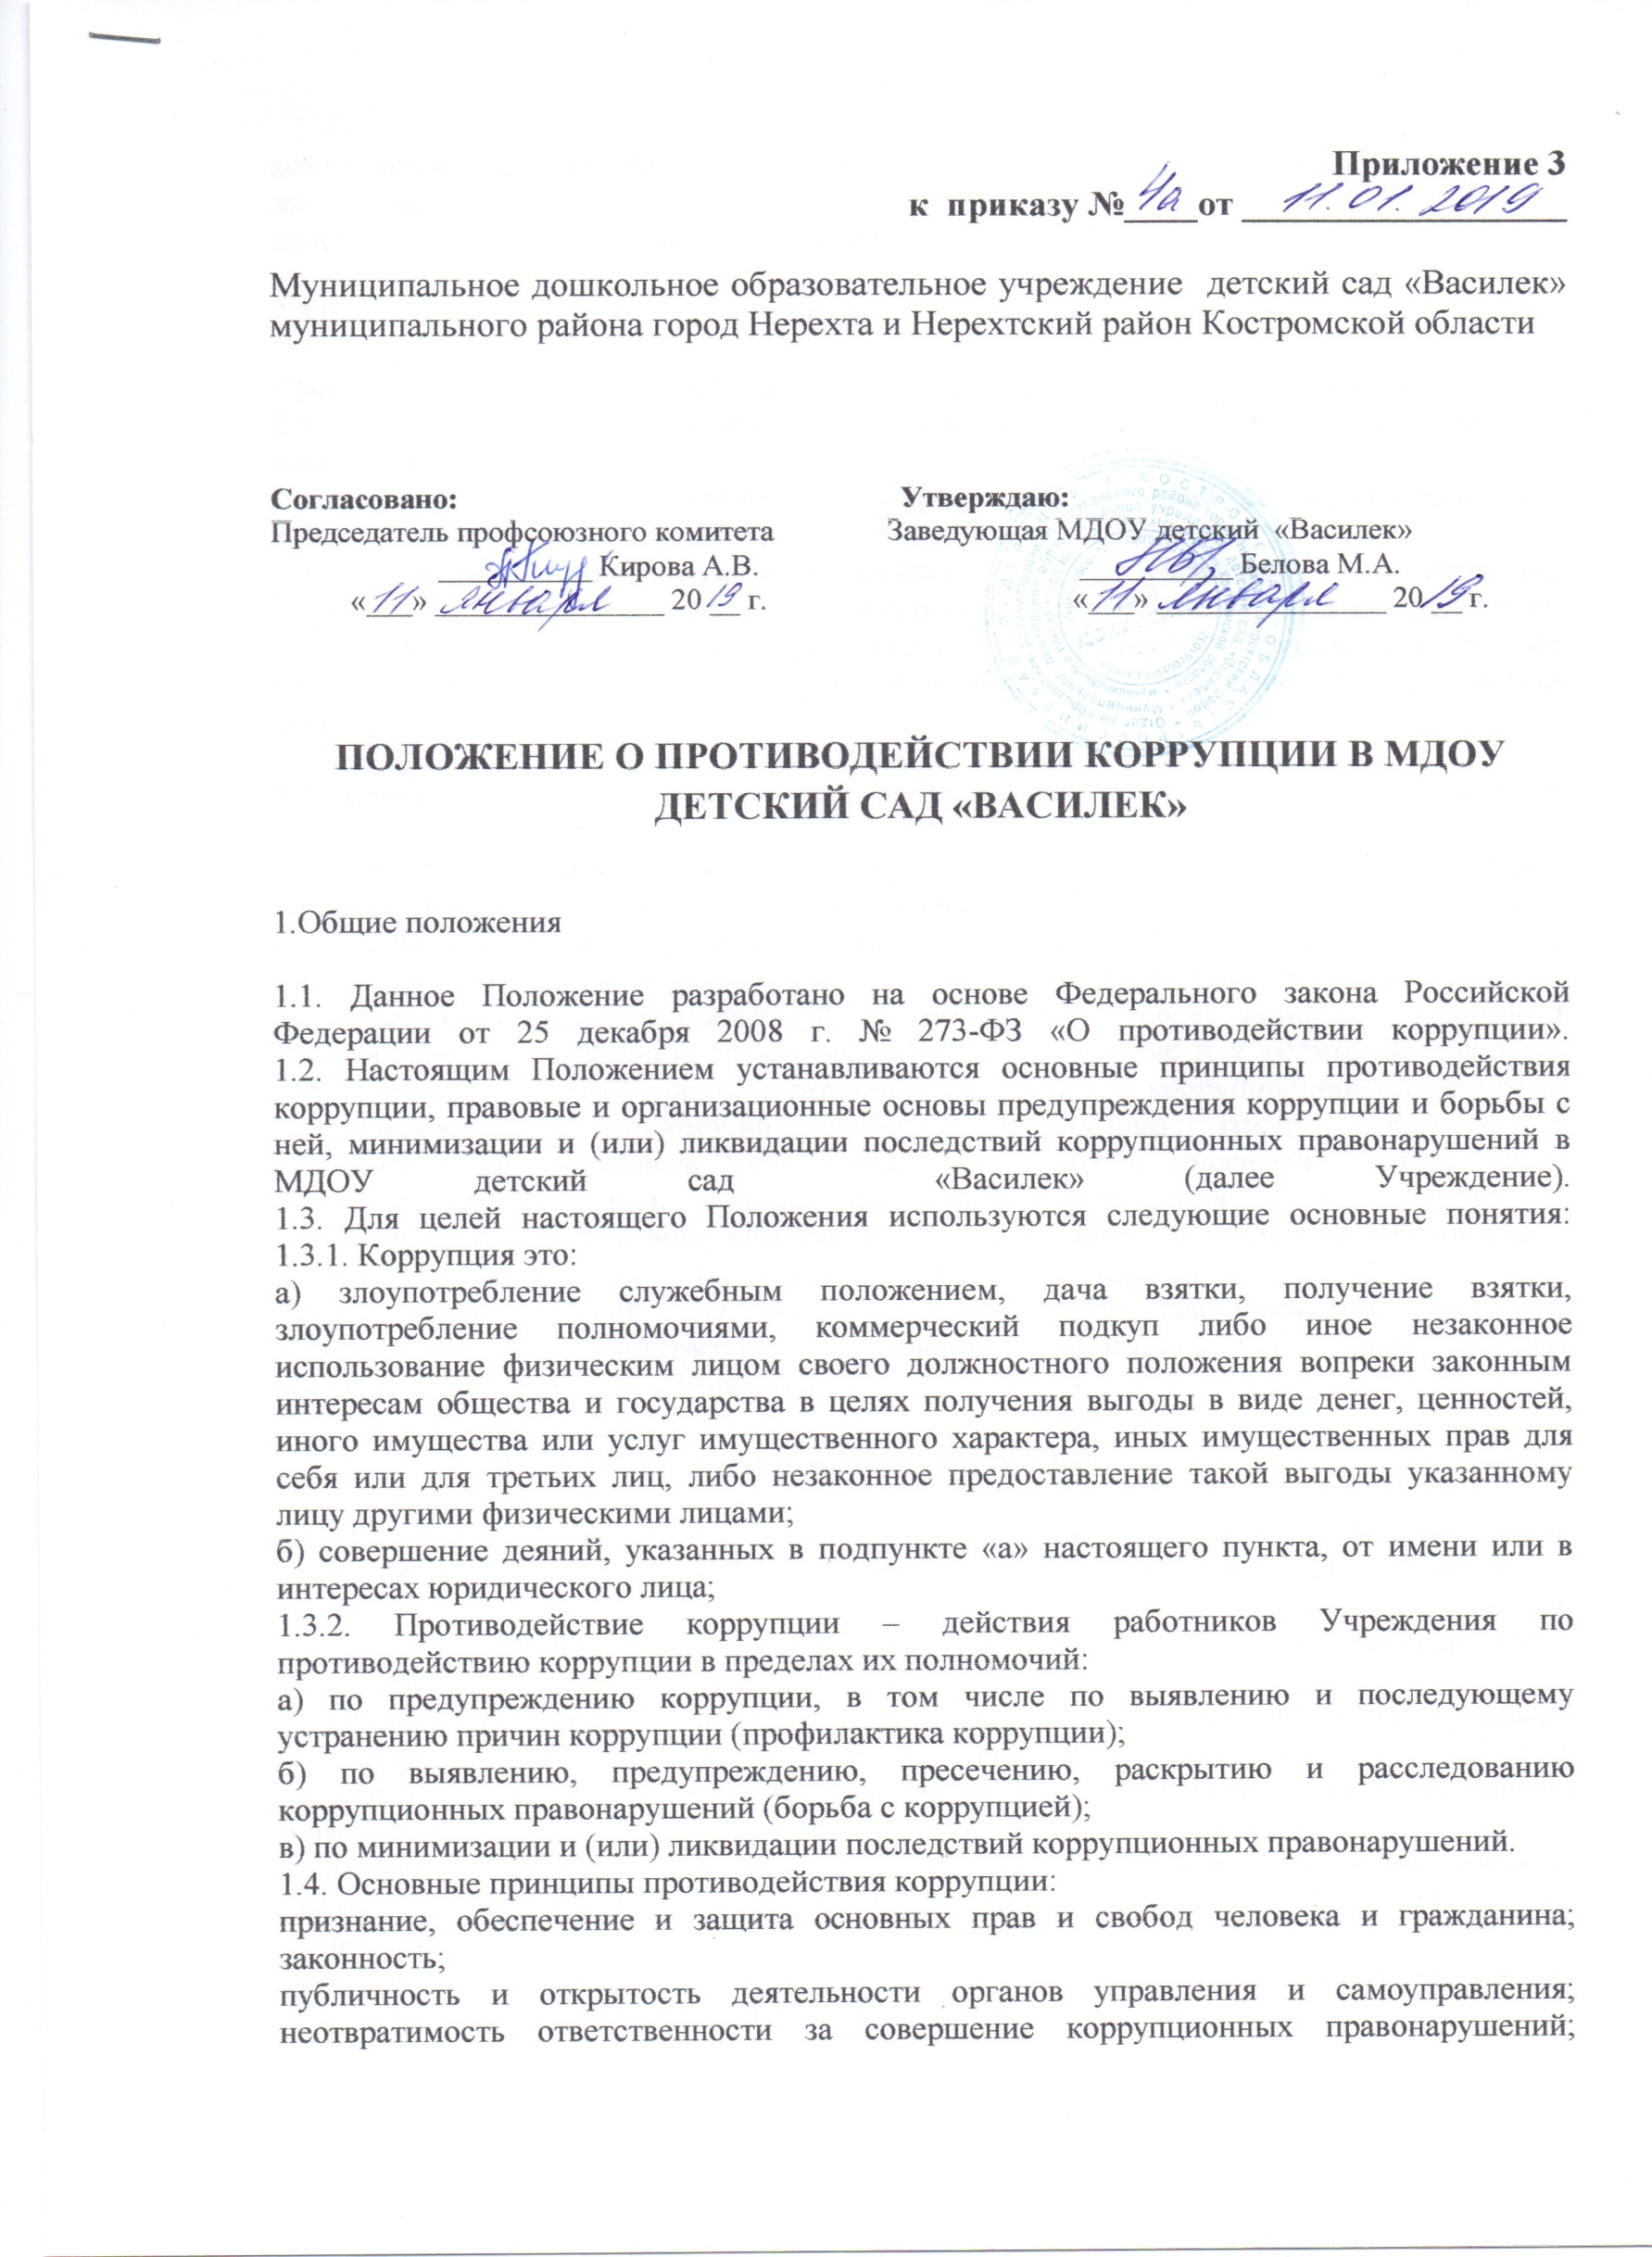 Приложение 3
к приказу № 4а от 11.01.2019
Муниципальное дошкольное образовательное учреждение детский сад «Василек»
муниципального района город Нерехта и Нерехтский район Костромской области
Согласовано:
Председатель профсоюзного комитета
Кирова А.В.
«11» января 2019 г.
Утверждаю:
Заведующая МДОУ детский «Василек»
Белова М.А.
«11» января 2019 г.
ПОЛОЖЕНИЕ О ПРОТИВОДЕЙСТВИИ КОРРУПЦИИ В МДОУ
ДЕТСКИЙ САД «ВАСИЛЕК»
1.Общие положения
1.1. Данное Положение разработано на основе Федерального закона Российской
Федерации от 25 декабря 2008 г. № 273-ФЗ «О противодействии коррупции».
1.2. Настоящим Положением устанавливаются основные принципы противодействия
коррупции, правовые и организационные основы предупреждения коррупции и борьбы с
ней, минимизации и (или) ликвидации последствий коррупционных правонарушений в
МДОУ детский сад «Василек» (далее Учреждение).
1.3. Для целей настоящего Положения используются следующие основные понятия:
1.3.1. Коррупция это:
а) злоупотребление служебным положением, дача взятки, получение взятки,
злоупотребление полномочиями, коммерческий подкуп либо иное незаконное
использование физическим лицом своего должностного положения вопреки законным
интересам общества и государства в целях получения выгоды в виде денег, ценностей,
иного имущества или услуг имущественного характера, иных имущественных прав для
себя или для третьих лиц, либо незаконное предоставление такой выгоды указанному
лицу другими физическими лицами;
б) совершение деяний, указанных в подпункте «а» настоящего пункта, от имени или в
интересах юридического лица;
1.3.2. Противодействие коррупции – действия работников Учреждения по
противодействию коррупции в пределах их полномочий:
а) по предупреждению коррупции, в том числе по выявлению и последующему
устранению причин коррупции (профилактика коррупции);
б) по выявлению, предупреждению, пресечению, раскрытию и расследованию
коррупционных правонарушений (борьба с коррупцией);
в) по минимизации и (или) ликвидации последствий коррупционных правонарушений.
1.4. Основные принципы противодействия коррупции:
признание, обеспечение и защита основных прав и свобод человека и гражданина;
законность;
публичность и открытость деятельности органов управления и самоуправления;
неотвратимость ответственности за совершение коррупционных правонарушений;